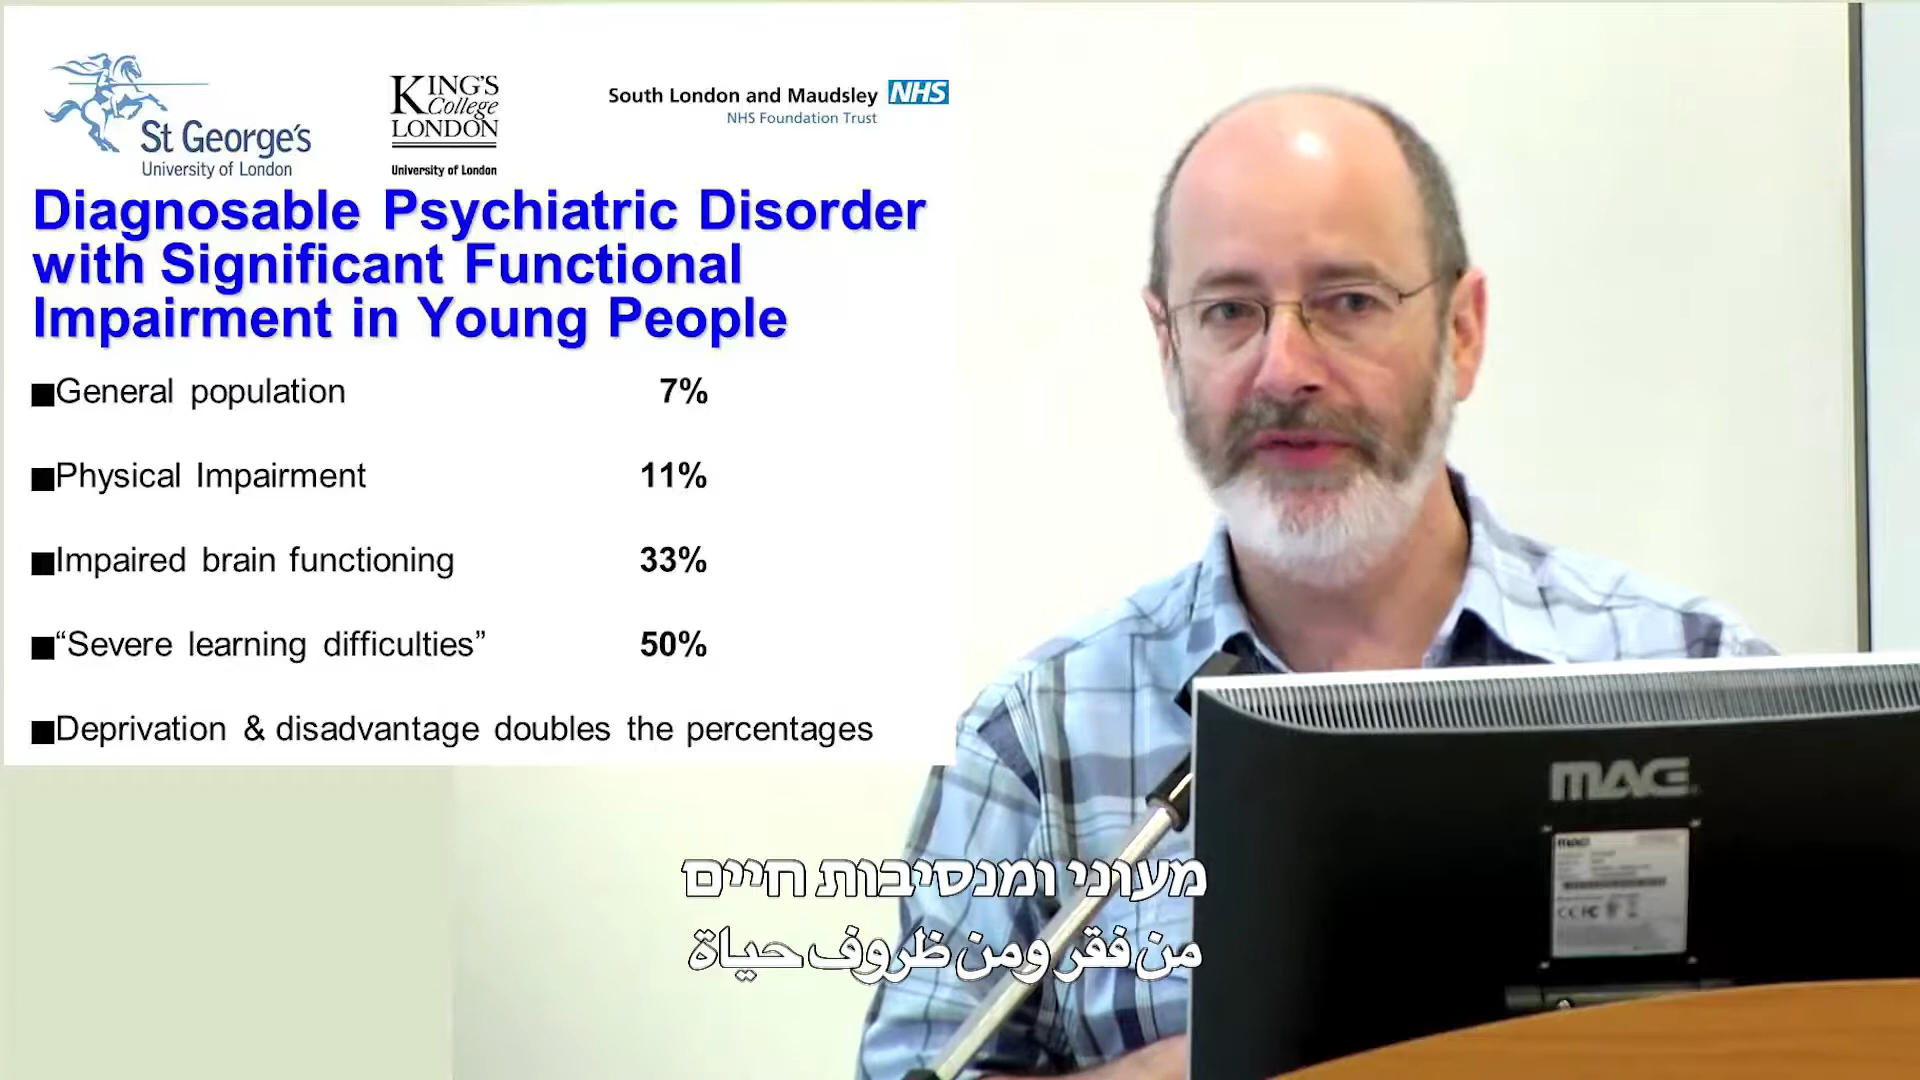 St George's
University of London
KING'S
College
LONDON
University of London
South London and Maudsley NHS
NHS Foundation Trust
Diagnosable Psychiatric Disorder
with Significant Functional
Impairment in Young People
General population 7%
Physical Impairment 11%
Impaired brain functioning 33%
“Severe learning difficulties” 50%
Deprivation & disadvantage doubles the percentages
MAG
מעוני ומנסיבות חיים
من فقر ومن ظروف حياة